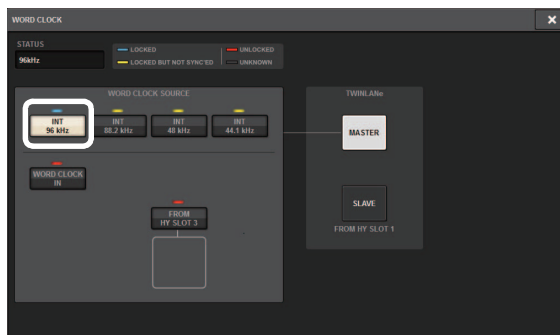 WORD CLOCK
STATUS
96kHz
LOCKED
UNLOCKED
LOCKED BUT NOT SYNC'ED
UNKNOWN
WORD CLOCK SOURCE
TWINLANe
INT
96 kHz
INT
88.2 kHz
INT
48 kHz
INT
44.1 kHz
MASTER
WORD CLOCK
IN
FROM
HY SLOT 3
SLAVE
FROM HY SLOT 1